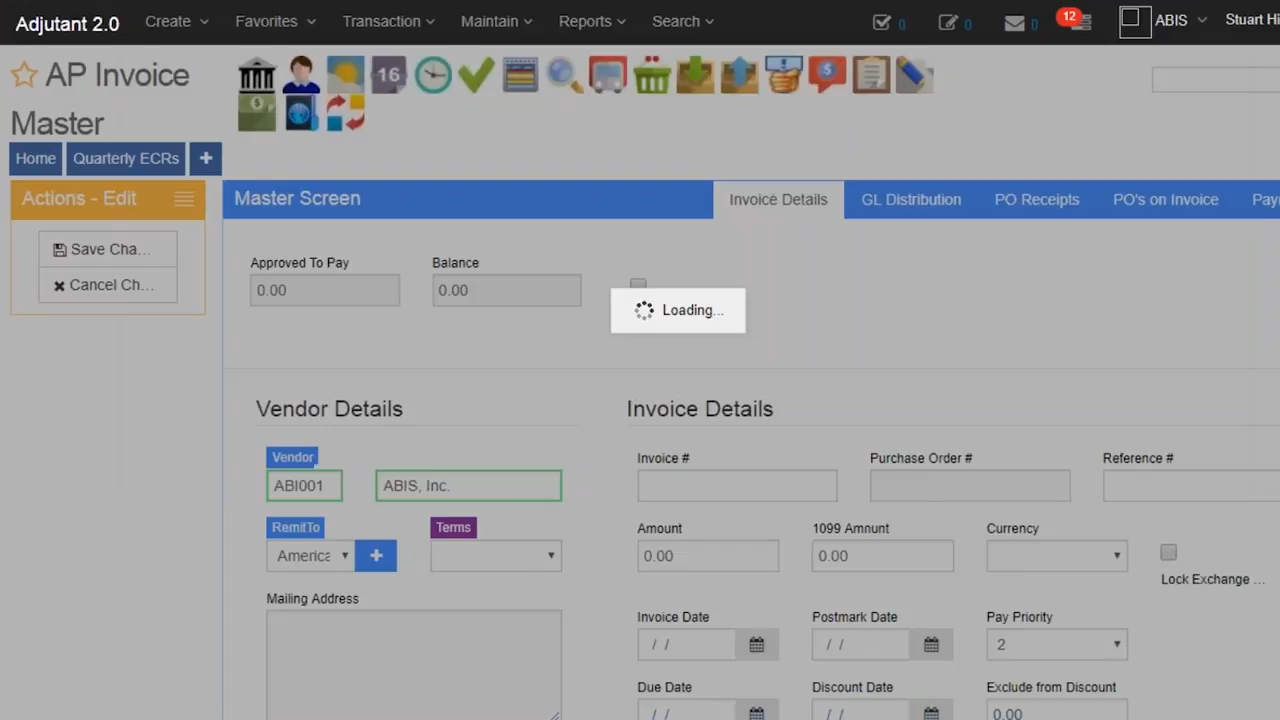 Adjutant 2.0 Create Favorites Transaction Maintain Reports Search 0 0 0 12 ABIS Stuart Hi
AP Invoice Master
16
Home Quarterly ECRs +
Actions - Edit
Save Cha...
Cancel Ch...
Master Screen Invoice Details GL Distribution PO Receipts PO's on Invoice Pay
Approved To Pay Balance
0.00 0.00
Loading...
Vendor Details Invoice Details
Vendor Invoice # Purchase Order # Reference #
ABI001 ABIS, Inc.
RemitTo Terms Amount 1099 Amnunt Currency
America + 0.00 0.00
Lock Exchange ...
Mailing Address
Invoice Date Postmark Date Pay Priority
/ / / / 2
Due Date Discount Date Exclude from Discount
/ / / / 0.00